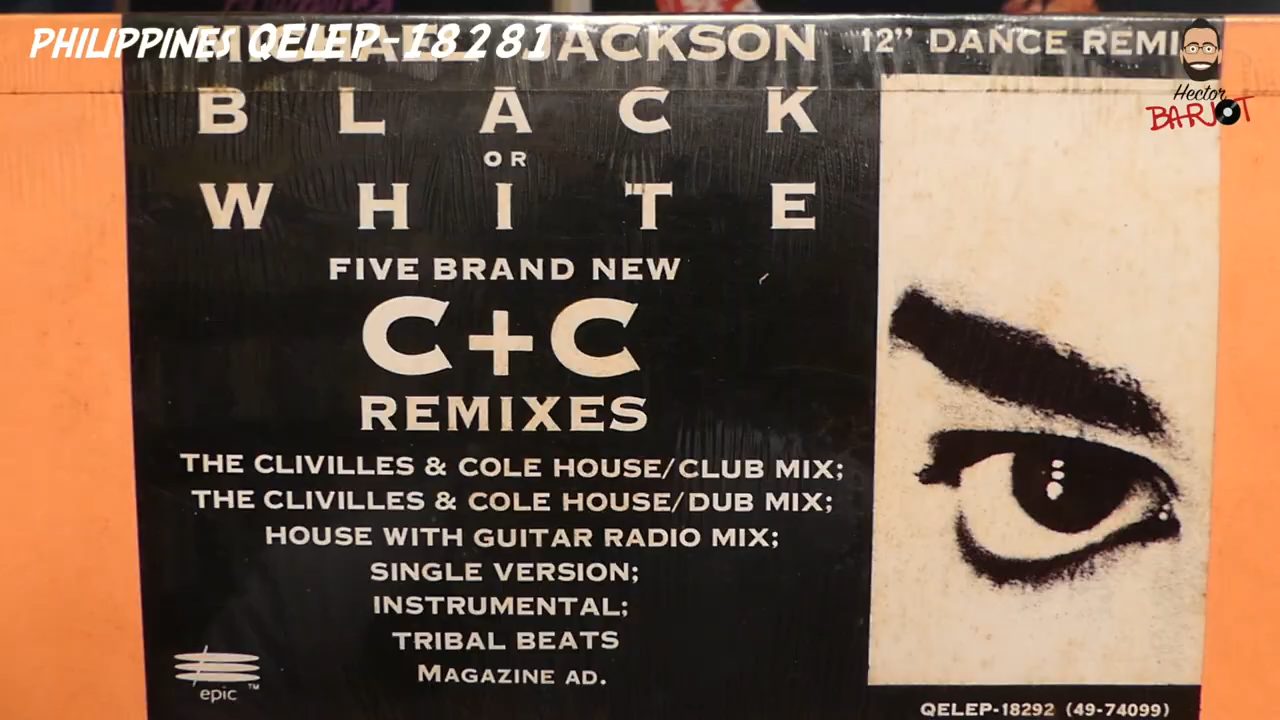 PHILIPPINES QELEP-18281
MICHAEL JACKSON
12” DANCE REMI
Hector
BARJOT
BLACK
OR
WHITE
FIVE BRAND NEW
C+C
REMIXES
THE CLIVILLES & COLE HOUSE/CLUB MIX;
THE CLIVILLES & COLE HOUSE/DUB MIX;
HOUSE WITH GUITAR RADIO MIX;
SINGLE VERSION;
INSTRUMENTAL;
TRIBAL BEATS
MAGAZINE AD.
epic ™
QELEP-18292 (49-74099)